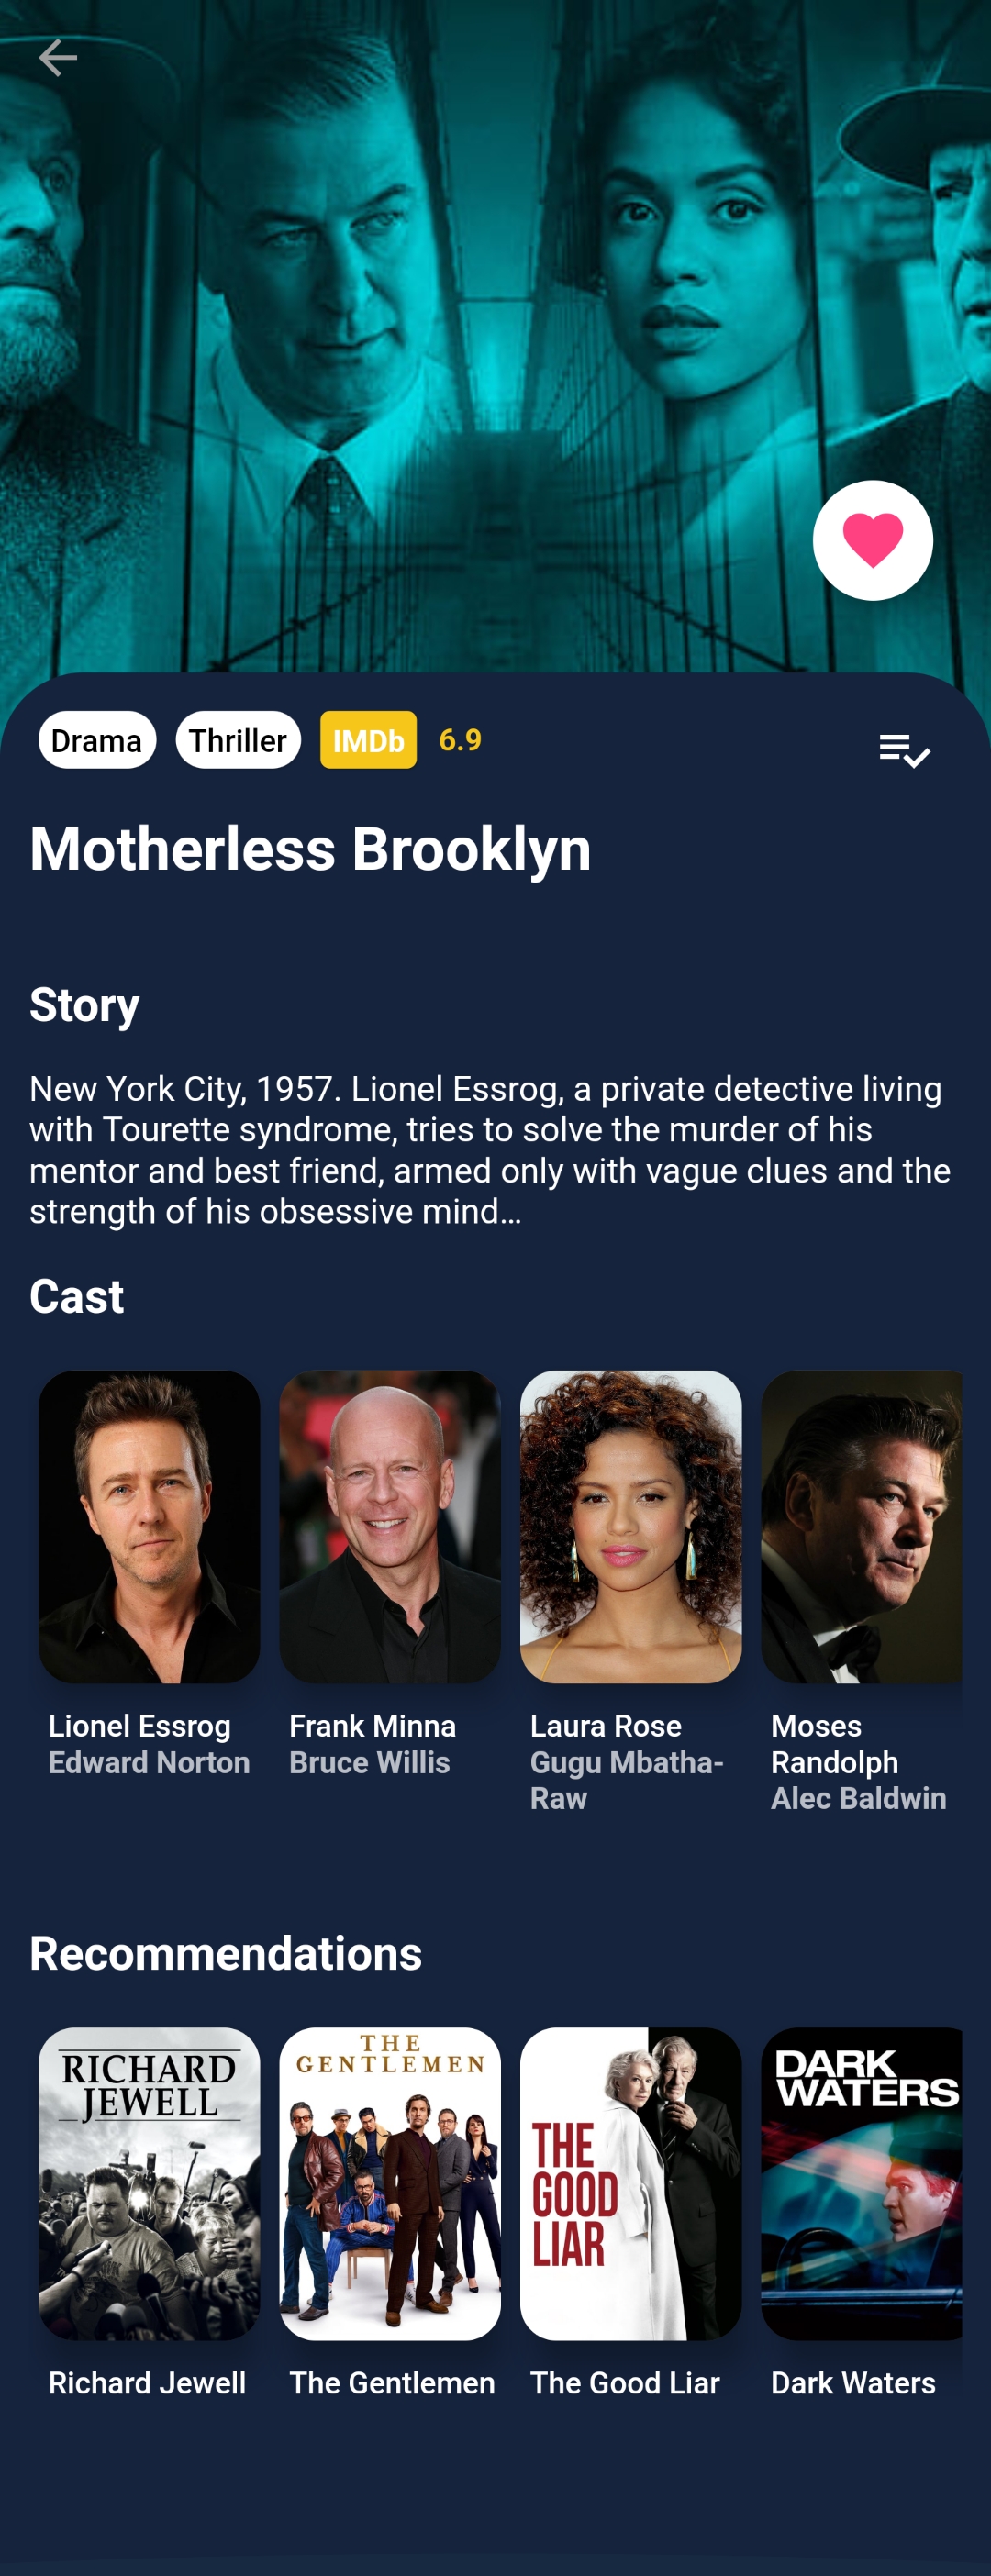 Drama Thriller IMDb 6.9
Motherless Brooklyn
Story
New York City, 1957. Lionel Essrog, a private detective living
with Tourette syndrome, tries to solve the murder of his
mentor and best friend, armed only with vague clues and the
strength of his obsessive mind…
Cast
Lionel Essrog
Edward Norton
Frank Minna
Bruce Willis
Laura Rose
Gugu Mbatha-
Raw
Moses
Randolph
Alec Baldwin
Recommendations
RICHARD
JEWELL
THE
GENTLEMEN
THE
GOOD
LIAR
DARK
WATERS
Richard Jewell
The Gentlemen
The Good Liar
Dark Waters